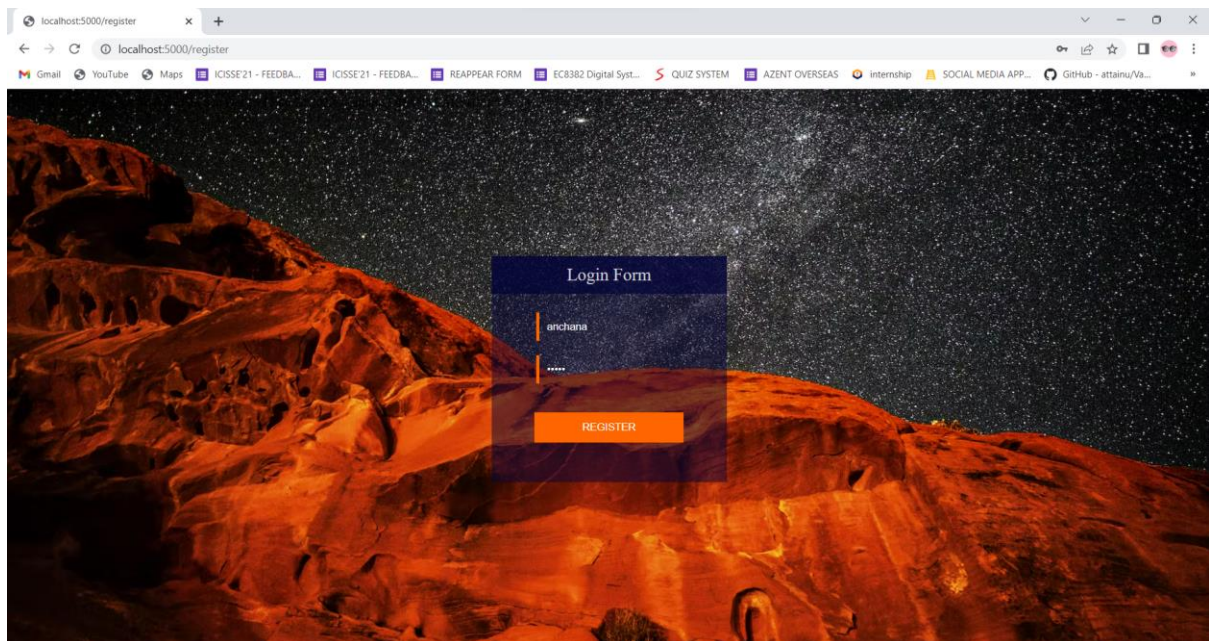 localhost:5000/register
localhost:5000/register
Gmail YouTube Maps ICISSE'21 - FEEDBA... ICISSE'21 - FEEDBA... REAPPEAR FORM EC8382 Digital Syst... QUIZ SYSTEM AZENT OVERSEAS internship SOCIAL MEDIA APP... GitHub - attainu/Va... »
Login Form
anchana
•••••
REGISTER